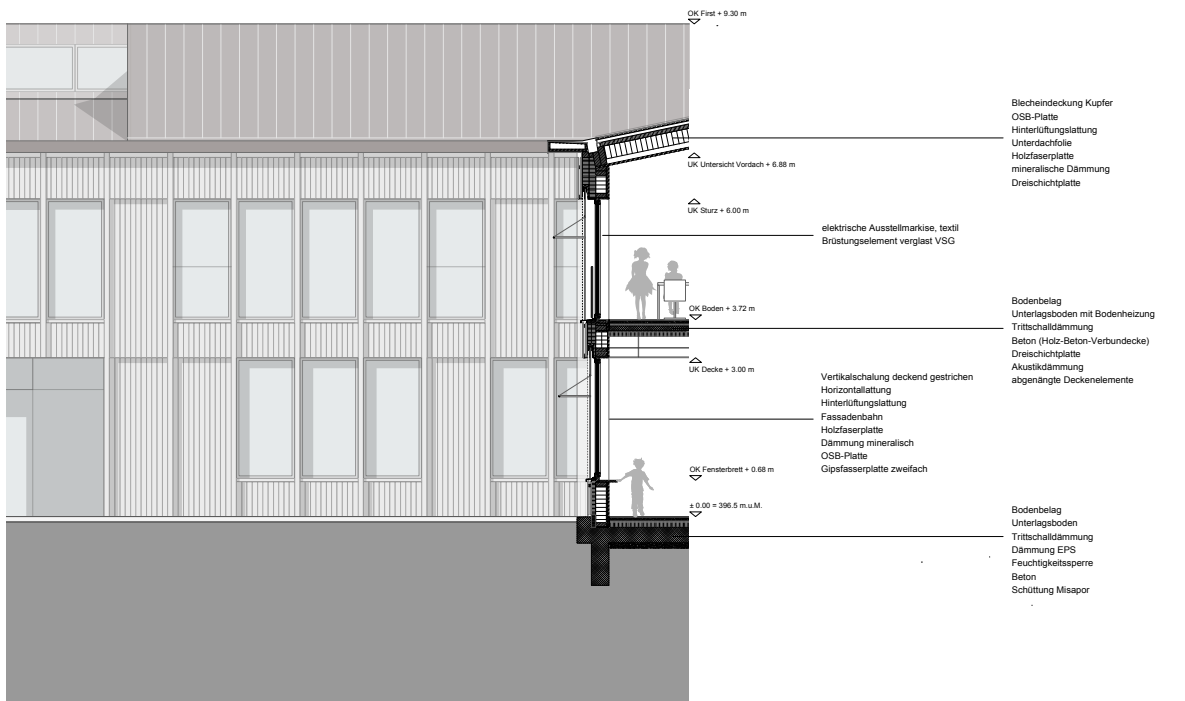 OK First + 9.30 m
Blecheindeckung Kupfer
OSB-Platte
Hinterlüftungslattung
Unterdachfolie
Holzfaserplatte
mineralische Dämmung
Dreischichtplatte
UK Untersicht Vordach + 6.88 m
UK Sturz + 6.00 m
elektrische Ausstellmarkise, textil
Brüstungselement verglast VSG
OK Boden + 3.72 m
Bodenbelag
Unterlagsboden mit Bodenheizung
Trittschalldämmung
Beton (Holz-Beton-Verbundecke)
Dreischichtplatte
Akustikdämmung
abgenängte Deckenelemente
UK Decke + 3.00 m
Vertikalschalung deckend gestrichen
Horizontallattung
Hinterlüftungslattung
Fassadenbahn
Holzfaserplatte
Dämmung mineralisch
OSB-Platte
Gipsfasserplatte zweifach
OK Fensterbrett + 0.68 m
± 0.00 = 396.5 m.u.M.
Bodenbelag
Unterlagsboden
Trittschalldämmung
Dämmung EPS
Feuchtigkeitssperre
Beton
Schüttung Misapor